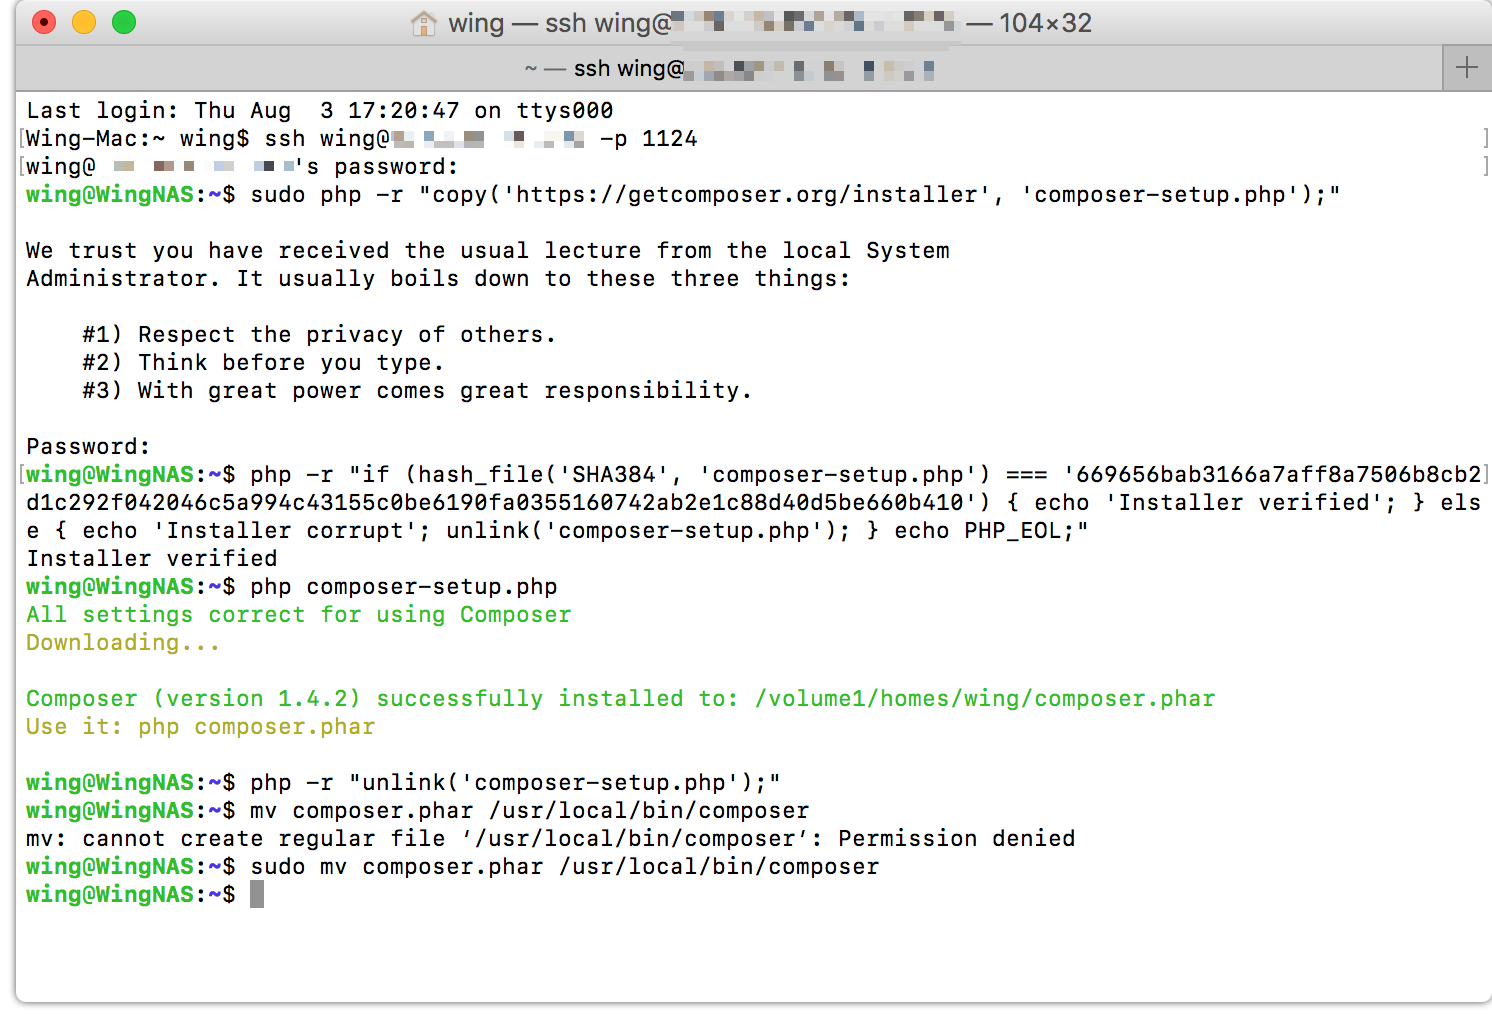 wing — ssh wing@ — 104×32
~ — ssh wing@
Last login: Thu Aug  3 17:20:47 on ttys000
[Wing-Mac:~ wing$ ssh wing@ -p 1124 ]
[wing@ 's password: ]
wing@WingNAS:~$ sudo php -r "copy('https://getcomposer.org/installer', 'composer-setup.php');"
We trust you have received the usual lecture from the local System
Administrator. It usually boils down to these three things:
#1) Respect the privacy of others.
#2) Think before you type.
#3) With great power comes great responsibility.
Password:
[wing@WingNAS:~$ php -r "if (hash_file('SHA384', 'composer-setup.php') === '669656bab3166a7aff8a7506b8cb2]
d1c292f042046c5a994c43155c0be6190fa0355160742ab2e1c88d40d5be660b410') { echo 'Installer verified'; } els
e { echo 'Installer corrupt'; unlink('composer-setup.php'); } echo PHP_EOL;"
Installer verified
wing@WingNAS:~$ php composer-setup.php
All settings correct for using Composer
Downloading...
Composer (version 1.4.2) successfully installed to: /volume1/homes/wing/composer.phar
Use it: php composer.phar
wing@WingNAS:~$ php -r "unlink('composer-setup.php');"
wing@WingNAS:~$ mv composer.phar /usr/local/bin/composer
mv: cannot create regular file ‘/usr/local/bin/composer’: Permission denied
wing@WingNAS:~$ sudo mv composer.phar /usr/local/bin/composer
wing@WingNAS:~$